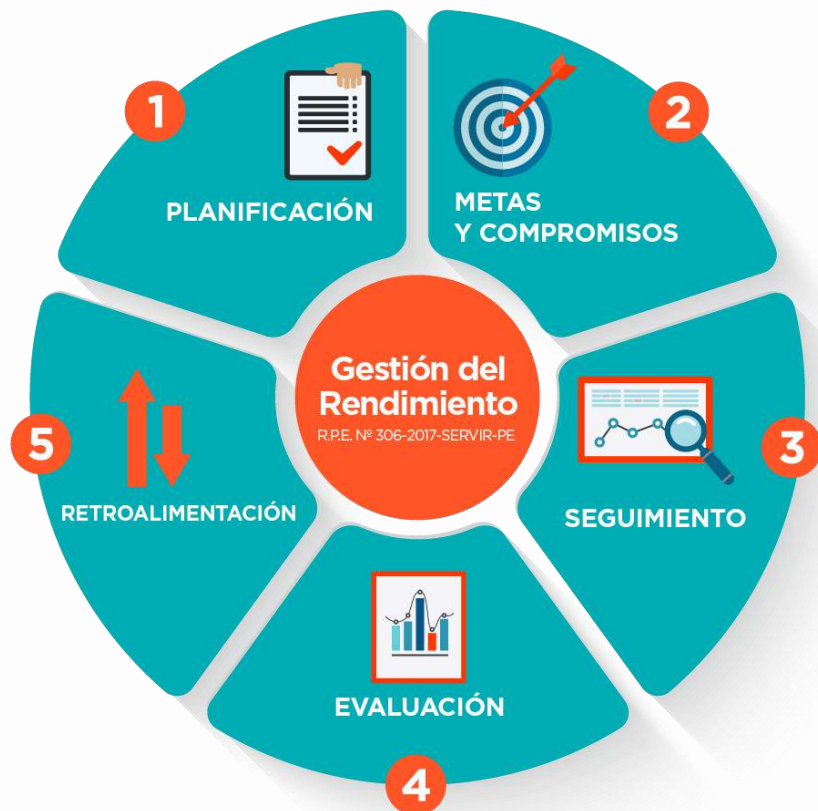 1
PLANIFICACIÓN
2
METAS
Y COMPROMISOS
3
SEGUIMIENTO
4
EVALUACIÓN
5
RETROALIMENTACIÓN
Gestión del
Rendimiento
R.P.E. Nº 306-2017-SERVIR-PE